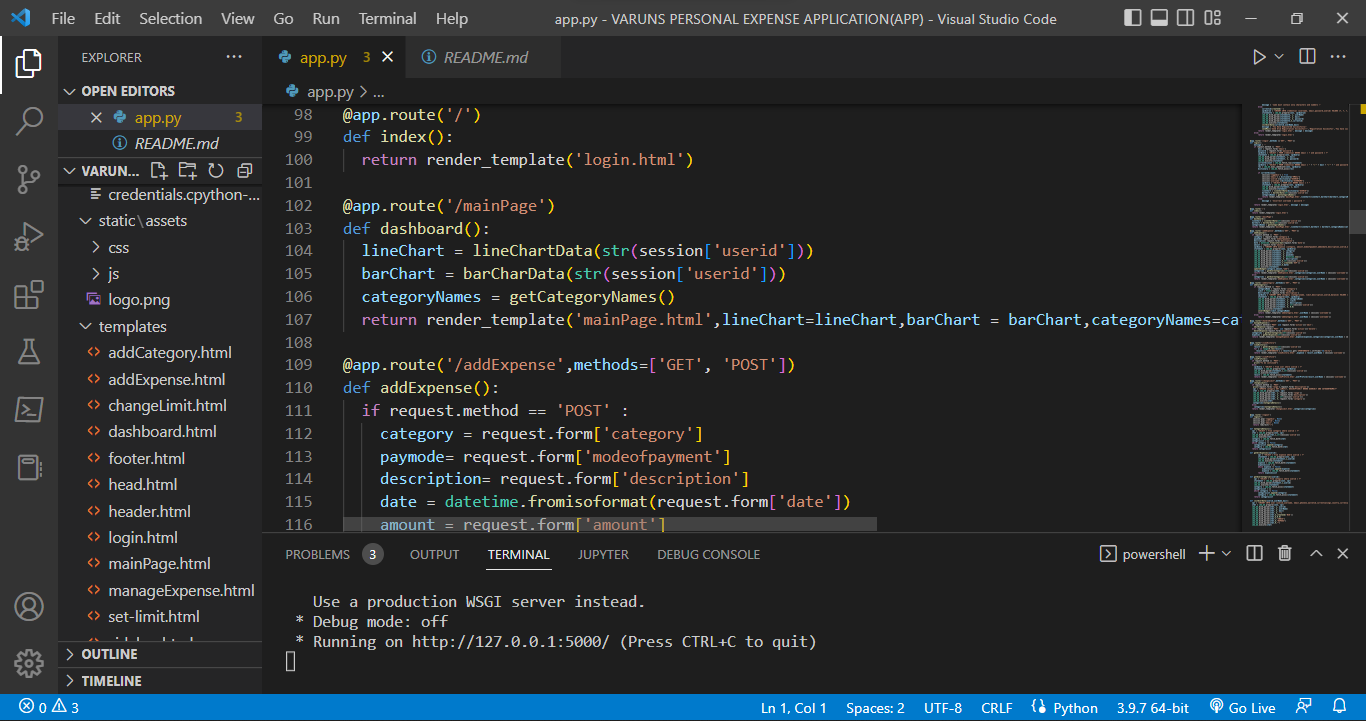 File Edit Selection View Go Run Terminal Help app.py - VARUNS PERSONAL EXPENSE APPLICATION(APP) - Visual Studio Code
EXPLORER
OPEN EDITORS
app.py 3
README.md
VARUN...
credentials.cpython-...
static\assets
css
js
logo.png
templates
addCategory.html
addExpense.html
changeLimit.html
dashboard.html
footer.html
head.html
header.html
login.html
mainPage.html
manageExpense.html
set-limit.html
OUTLINE
TIMELINE
app.py 3 README.md
app.py > ...
98 @app.route('/')
99 def index():
100 return render_template('login.html')
101
102 @app.route('/mainPage')
103 def dashboard():
104 lineChart = lineChartData(str(session['userid']))
105 barChart = barCharData(str(session['userid']))
106 categoryNames = getCategoryNames()
107 return render_template('mainPage.html',lineChart=lineChart,barChart = barChart,categoryNames=cat
108
109 @app.route('/addExpense',methods=['GET', 'POST'])
110 def addExpense():
111 if request.method == 'POST' :
112 category = request.form['category']
113 paymode= request.form['modeofpayment']
114 description= request.form['description']
115 date = datetime.fromisoformat(request.form['date'])
116 amount = request.form['amount']
PROBLEMS 3 OUTPUT TERMINAL JUPYTER DEBUG CONSOLE powershell
Use a production WSGI server instead.
* Debug mode: off
* Running on http://127.0.0.1:5000/ (Press CTRL+C to quit)
0 3 Ln 1, Col 1 Spaces: 2 UTF-8 CRLF Python 3.9.7 64-bit Go Live